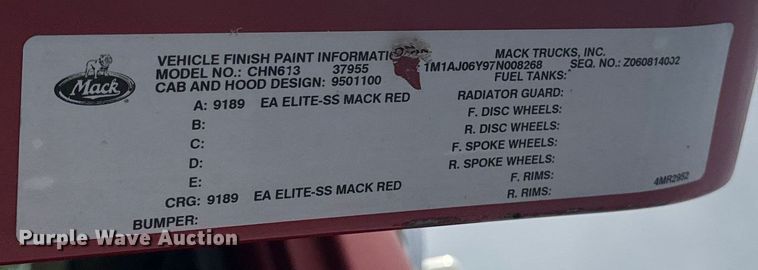 Mack
VEHICLE FINISH PAINT INFORMATI
MACK TRUCKS, INC.
MODEL NO.: CHN613 37955 1M1AJ06Y97N008268 SEQ. NO.: Z060814002
CAB AND HOOD DESIGN: 9501100 FUEL TANKS:
A: 9189 EA ELITE-SS MACK RED RADIATOR GUARD:
B: F. DISC WHEELS:
C: R. DISC WHEELS:
D: F. SPOKE WHEELS:
E: R. SPOKE WHEELS:
F. RIMS:
CRG: 9189 EA ELITE-SS MACK RED R. RIMS:
4MR2952
BUMPER:
Purple Wave Auction